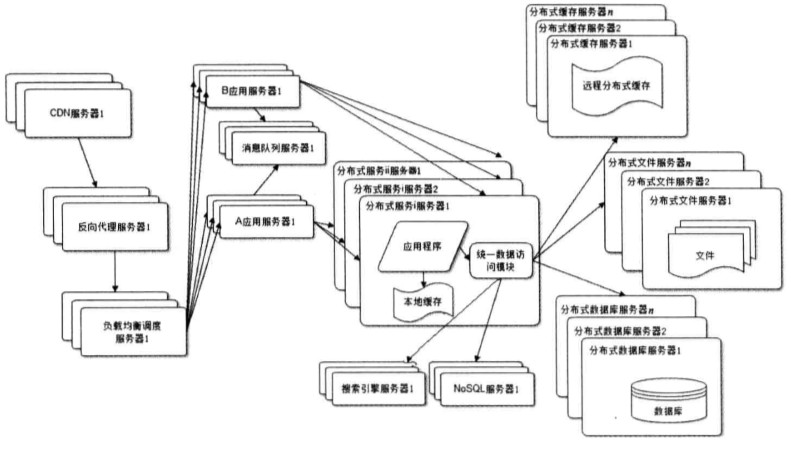 CDN服务器1
反向代理服务器1
负载均衡调度
服务器1
B应用服务器1
消息队列服务器1
A应用服务器1
分布式服务ii服务器1
分布式服务i服务器2
分布式服务i服务器1
应用程序
统一数据访
问模块
本地缓存
搜索引擎服务器1
NoSQL服务器1
分布式缓存服务器n
分布式缓存服务器2
分布式缓存服务器1
远程分布式缓存
分布式文件服务器n
分布式文件服务器2
分布式文件服务器1
文件
分布式数据库服务器n
分布式数据库服务器2
分布式数据库服务器1
数据库